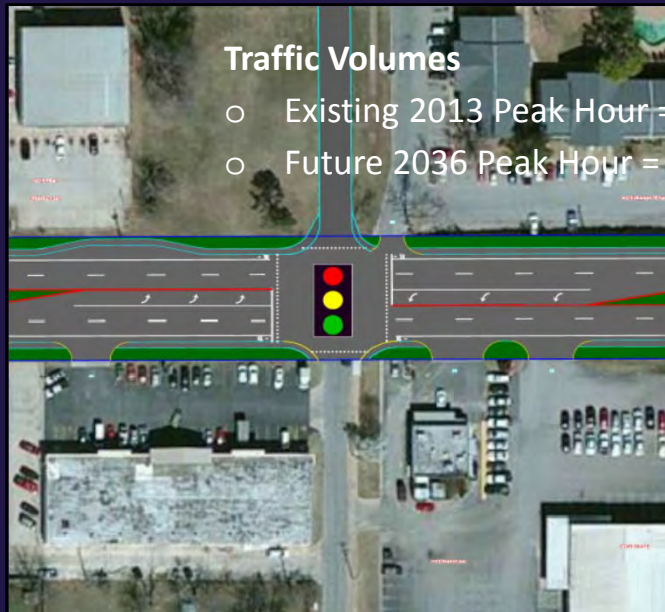 Traffic Volumes
o Existing 2013 Peak Hour =
o Future 2036 Peak Hour =